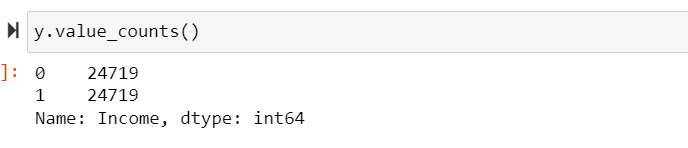 y.value_counts()
]: 0    24719
1    24719
Name: Income, dtype: int64